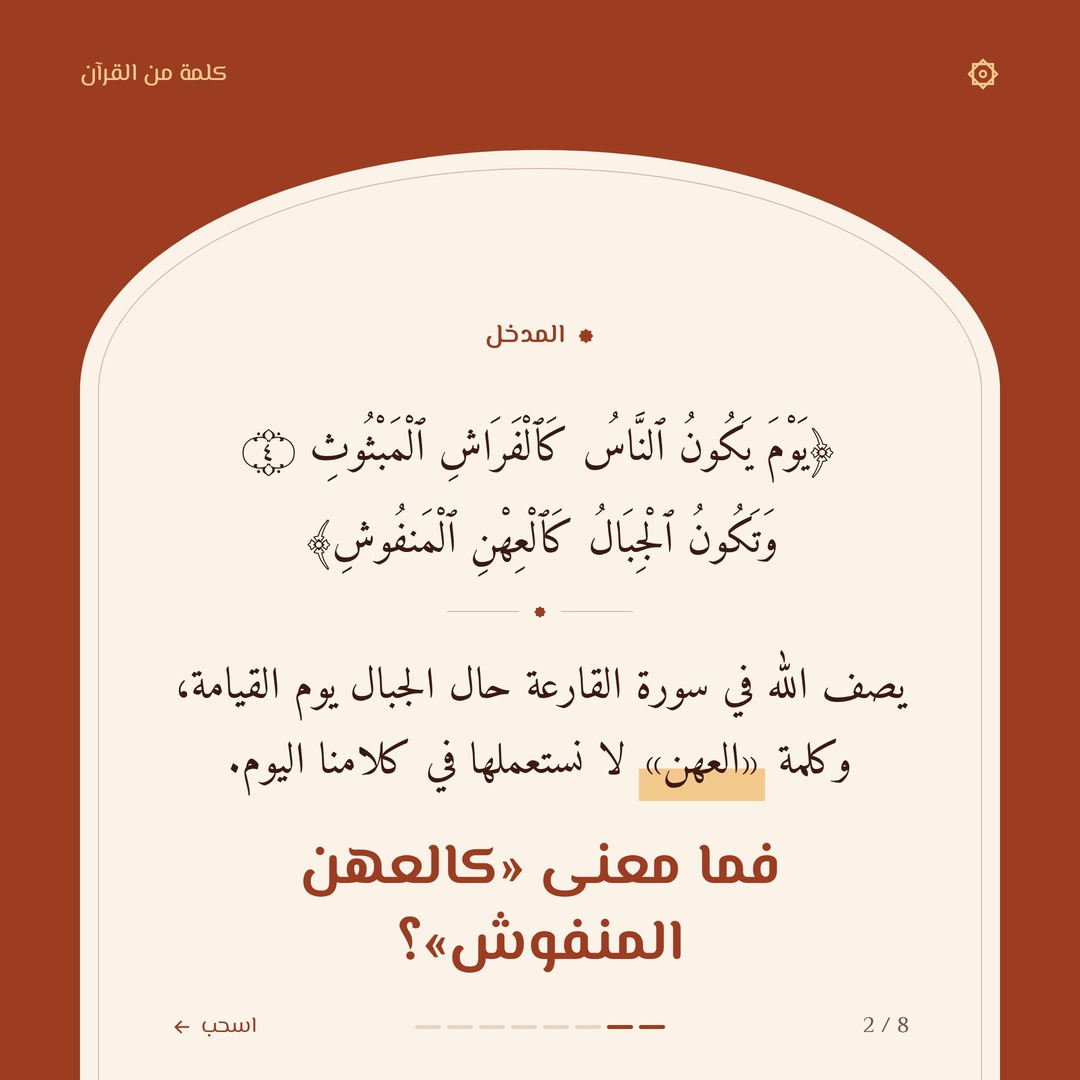 كلمة من القرآن
المدخل
﴿يَوْمَ يَكُونُ ٱلنَّاسُ كَٱلْفَرَاشِ ٱلْمَبْثُوثِ ٤
وَتَكُونُ ٱلْجِبَالُ كَٱلْعِهْنِ ٱلْمَنفُوشِ﴾
يصف الله في سورة القارعة حال الجبال يوم القيامة،
وكلمة «العهن» لا نستعملها في كلامنا اليوم.
فما معنى «كالعهن
المنفوش»؟
2 / 8
اسحب ←